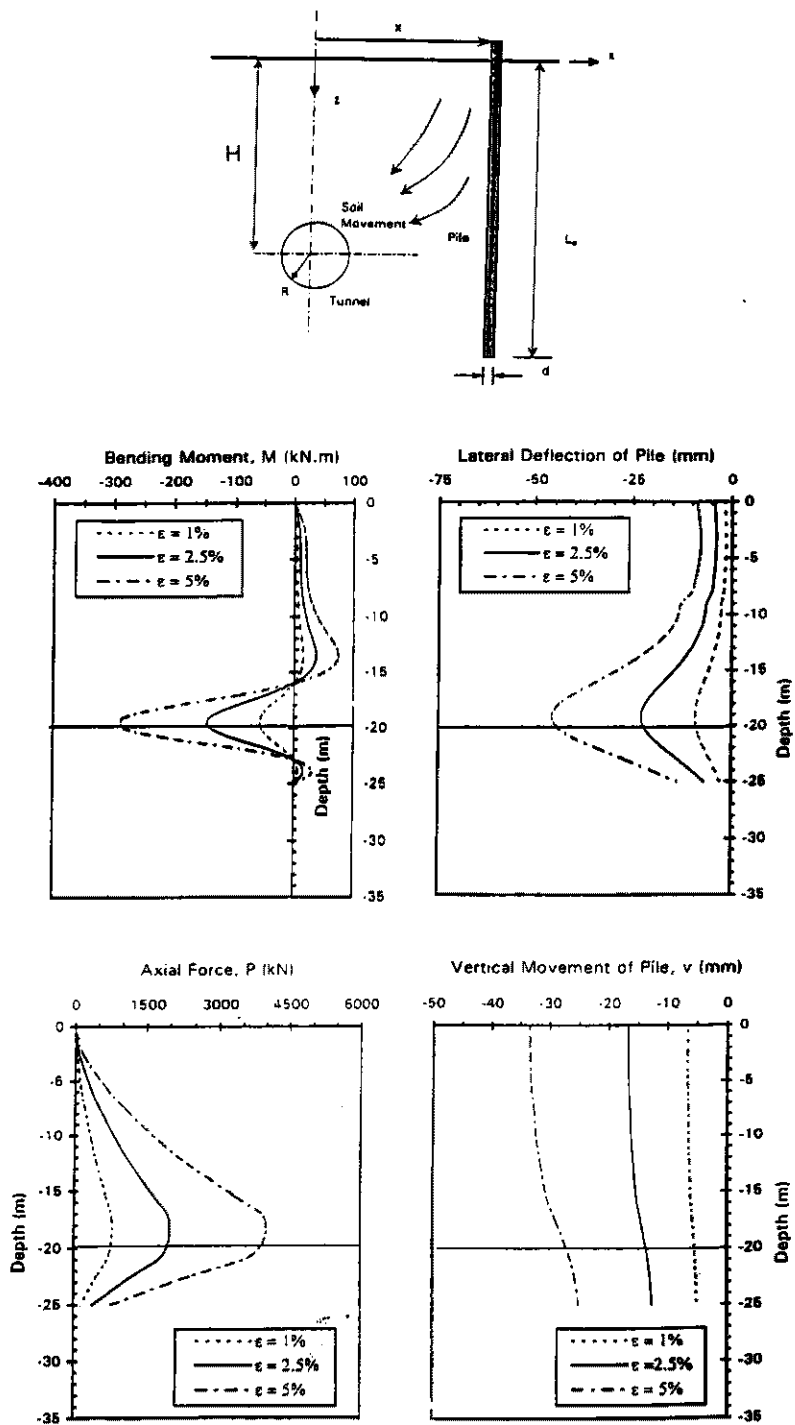 x
x
z
H
Soil
Movement
Pile
L
R
Tunnel
d
Bending Moment, M (kN.m)
-400 -300 -200 -100 0 100
0
ε = 1%
ε = 2.5%
ε = 5%
-5
-10
-15
-20
-25
-30
-35
Depth (m)
Lateral Deflection of Pile (mm)
-75 -50 -25 0
0
ε = 1%
ε = 2.5%
ε = 5%
-5
-10
-15
-20
-25
-30
-35
Depth (m)
Axial Force, P (kN)
0 1500 3000 4500 6000
0
-5
-10
-15
-20
-25
-30
-35
Depth (m)
ε = 1%
ε = 2.5%
ε = 5%
Vertical Movement of Pile, v (mm)
-50 -40 -30 -20 -10 0
0
-5
-10
-15
-20
-25
-30
-35
Depth (m)
ε = 1%
ε =2.5%
ε = 5%